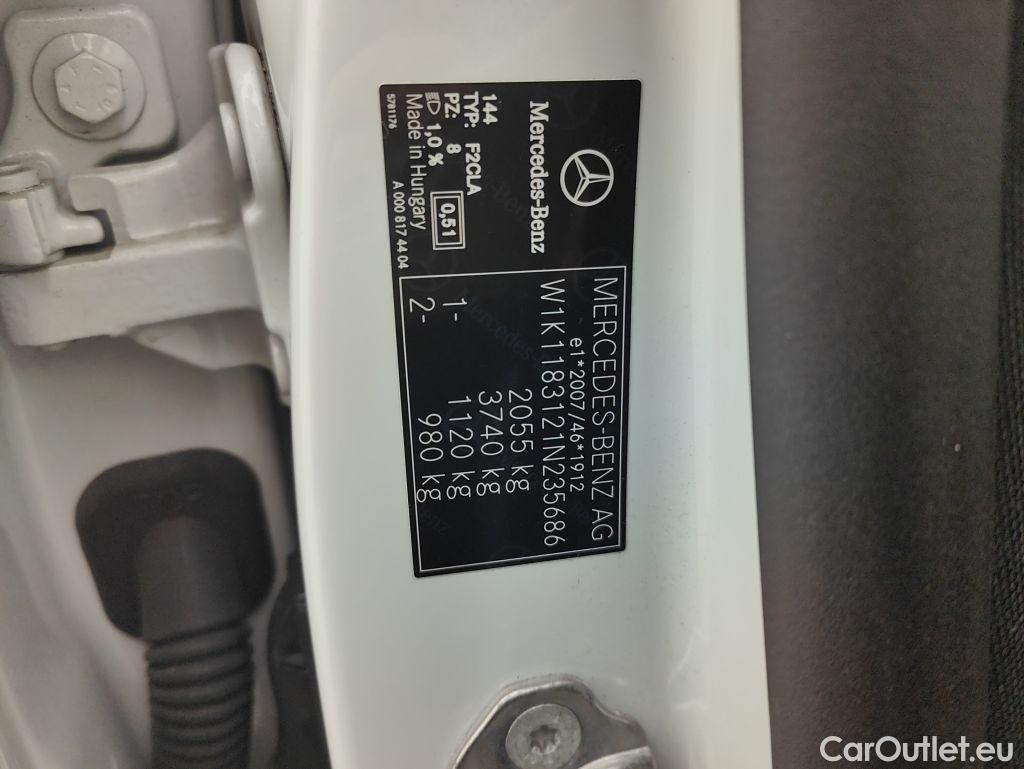 Mercedes-Benz
144
TYP: F2CLA
PZ: 8 0,51
1,0 %
Made in Hungary
5781176 A 000 817 44 04
MERCEDES-BENZ AG
e1*2007/46*1912
W1K1183121N235686
2055 kg
3740 kg
1- 1120 kg
2- 980 kg
CarOutlet.eu